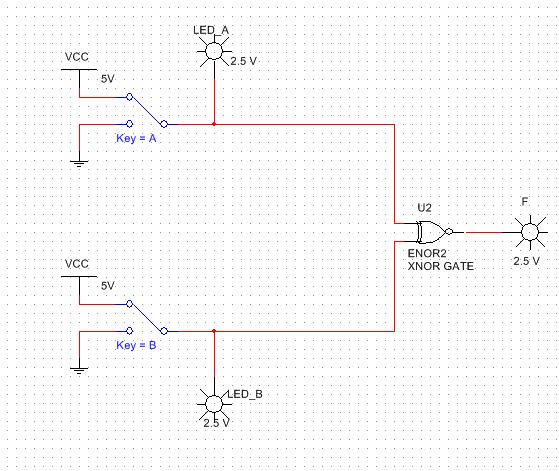 LED_A
VCC
2.5 V
5V
Key = A
U2
F
ENOR2
XNOR GATE
2.5 V
VCC
5V
Key = B
LED_B
2.5 V